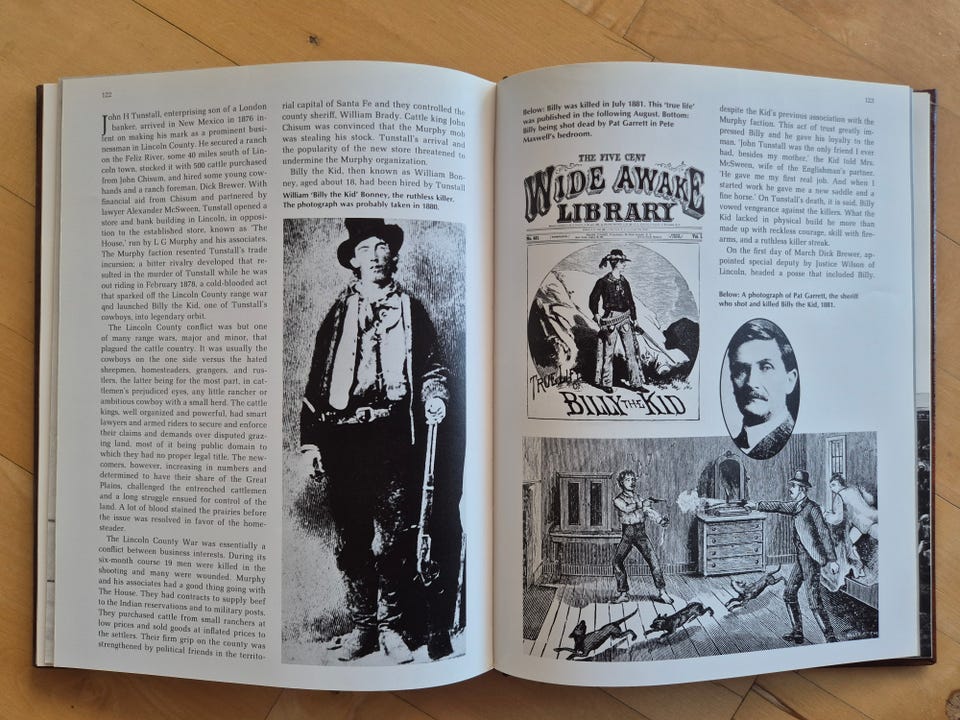 122
John H Tunstall, enterprising son of a London
banker, arrived in New Mexico in 1876 in-
tent on making his mark as a prominent busi-
nessman in Lincoln County. He secured a ranch
on the Feliz River, some 40 miles south of Lin-
coln town, stocked it with 500 cattle purchased
from John Chisum, and hired some young cow-
hands and a ranch foreman, Dick Brewer. With
financial aid from Chisum and partnered by
lawyer Alexander McSween, Tunstall opened a
store and bank building in Lincoln, in opposi-
tion to the established store, known as 'The
House,' run by L G Murphy and his associates.
The Murphy faction resented Tunstall's trade
incursion; a bitter rivalry developed that re-
sulted in the murder of Tunstall while he was
out riding in February 1878, a cold-blooded act
that sparked off the Lincoln County range war
and launched Billy the Kid, one of Tunstall's
cowboys, into legendary orbit.
The Lincoln County conflict was but one
of many range wars, major and minor, that
plagued the cattle country. It was usually the
cowboys on the one side versus the hated
sheepmen, homesteaders, grangers, and rus-
tlers, the latter being for the most part, in cat-
tlemen's prejudiced eyes, any little rancher or
ambitious cowboy with a small herd. The cattle
kings, well organized and powerful, had smart
lawyers and armed riders to secure and enforce
their claims and demands over disputed graz-
ing land, most of it being public domain to
which they had no proper legal title. The new-
comers, however, increasing in numbers and
determined to have their share of the Great
Plains, challenged the entrenched cattlemen
and a long struggle ensued for control of the
land. A lot of blood stained the prairies before
the issue was resolved in favor of the home-
steader.
The Lincoln County War was essentially a
conflict between business interests. During its
six-month course 19 men were killed in the
shooting and many were wounded. Murphy
and his associates had a good thing going with
The House. They had contracts to supply beef
to the Indian reservations and to military posts.
They purchased cattle from small ranchers at
low prices and sold goods at inflated prices to
the settlers. Their firm grip on the county was
strengthened by political friends in the territo-
rial capital of Santa Fe and they controlled the
county sheriff, William Brady. Cattle king John
Chisum was convinced that the Murphy mob
was stealing his stock. Tunstall's arrival and
the popularity of the new store threatened to
undermine the Murphy organization.
Billy the Kid, then known as William Bon-
ney, aged about 18, had been hired by Tunstall
William 'Billy the Kid' Bonney, the ruthless killer.
The photograph was probably taken in 1880.
Below: Billy was killed in July 1881. This 'true life'
was published in the following August. Bottom:
Billy being shot dead by Pat Garrett in Pete
Maxwell's bedroom.
THE FIVE CENT
WIDE AWAKE
LIBRARY
TRUE LIFE OF
BILLY THE KID
123
despite the Kid's previous association with the
Murphy faction. This act of trust greatly im-
pressed Billy and he gave his loyalty to the
man. 'John Tunstall was the only friend I ever
had, besides my mother,' the Kid told Mrs.
McSween, wife of the Englishman's partner.
'He gave me my first real job. And when I
started work he gave me a new saddle and a
fine horse.' On Tunstall's death, it is said, Billy
vowed vengeance against the killers. What the
Kid lacked in physical build he more than
made up with reckless courage, skill with fire-
arms, and a ruthless killer streak.
On the first day of March Dick Brewer, ap-
pointed special deputy by Justice Wilson of
Lincoln, headed a posse that included Billy.
Below: A photograph of Pat Garrett, the sheriff
who shot and killed Billy the Kid, 1881.